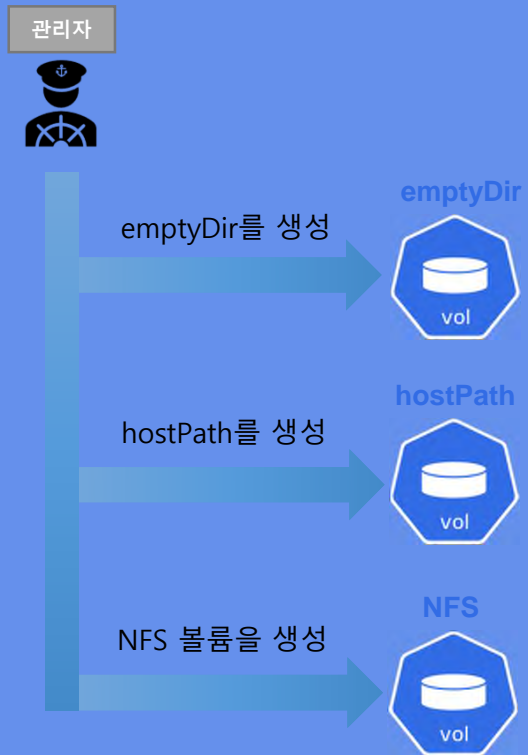 관리자
emptyDir
emptyDir를 생성
vol
hostPath
hostPath를 생성
vol
NFS
NFS 볼륨을 생성
vol